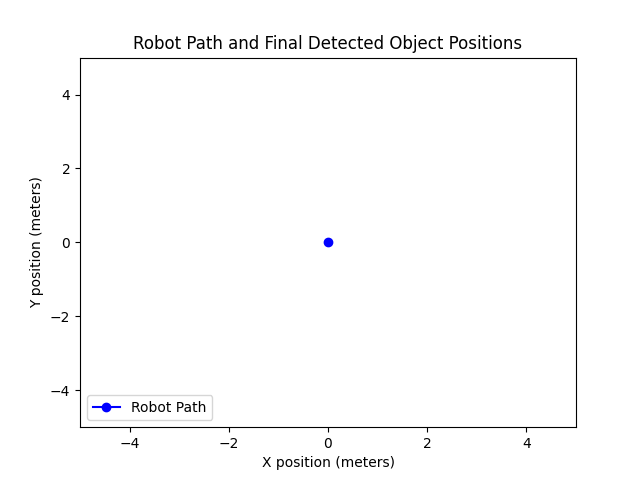 Robot Path and Final Detected Object Positions
Y position (meters)
4
2
0
−2
−4
Robot Path
−4 −2 0 2 4
X position (meters)